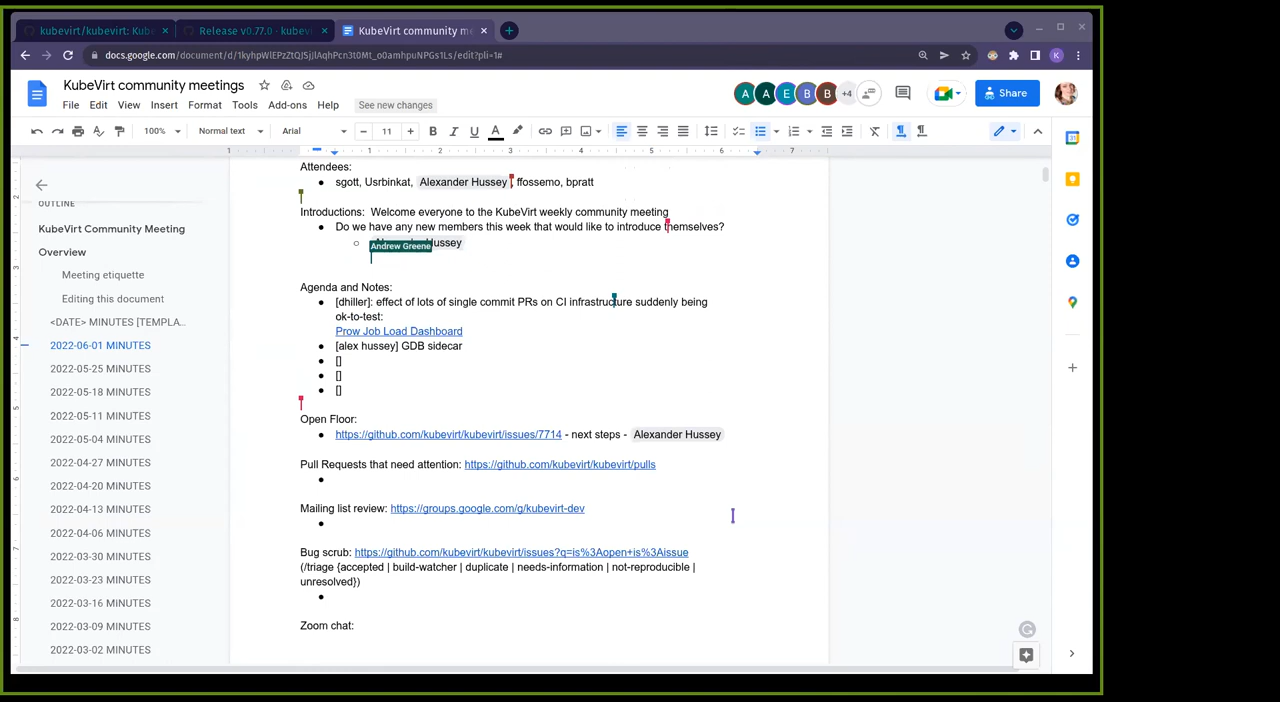 kubevirt/kubevirt: Kube
Release v0.77.0 · kubevi
KubeVirt community m
docs.google.com/document/d/1kyhpWlEPzZtQJSjJlAqhPcn3t0Mt_o0amhpuNPGs1Ls/edit?pli=1#
K
KubeVirt community meetings
A A E B B +4
Share
File Edit View Insert Format Tools Add-ons Help See new changes
100% Normal text Arial 11 B I U A
1 1 2 3 4 5 6 7
OUTLINE
KubeVirt Community Meeting
Overview
Meeting etiquette
Editing this document
<DATE> MINUTES [TEMPLA...
2022-06-01 MINUTES
2022-05-25 MINUTES
2022-05-18 MINUTES
2022-05-11 MINUTES
2022-05-04 MINUTES
2022-04-27 MINUTES
2022-04-20 MINUTES
2022-04-13 MINUTES
2022-04-06 MINUTES
2022-03-30 MINUTES
2022-03-23 MINUTES
2022-03-16 MINUTES
2022-03-09 MINUTES
2022-03-02 MINUTES
Attendees:
● sgott, Usrbinkat, Alexander Hussey , ffossemo, bpratt
Introductions: Welcome everyone to the KubeVirt weekly community meeting
● Do we have any new members this week that would like to introduce themselves?
Andrew Greene
Agenda and Notes:
● [dhiller]: effect of lots of single commit PRs on CI infrastructure suddenly being
ok-to-test:
Prow Job Load Dashboard
● [alex hussey] GDB sidecar
● []
● []
● []
Open Floor:
● https://github.com/kubevirt/kubevirt/issues/7714 - next steps - Alexander Hussey
Pull Requests that need attention: https://github.com/kubevirt/kubevirt/pulls
●
Mailing list review: https://groups.google.com/g/kubevirt-dev
●
Bug scrub: https://github.com/kubevirt/kubevirt/issues?q=is%3Aopen+is%3Aissue
(/triage {accepted | build-watcher | duplicate | needs-information | not-reproducible |
unresolved})
●
Zoom chat: